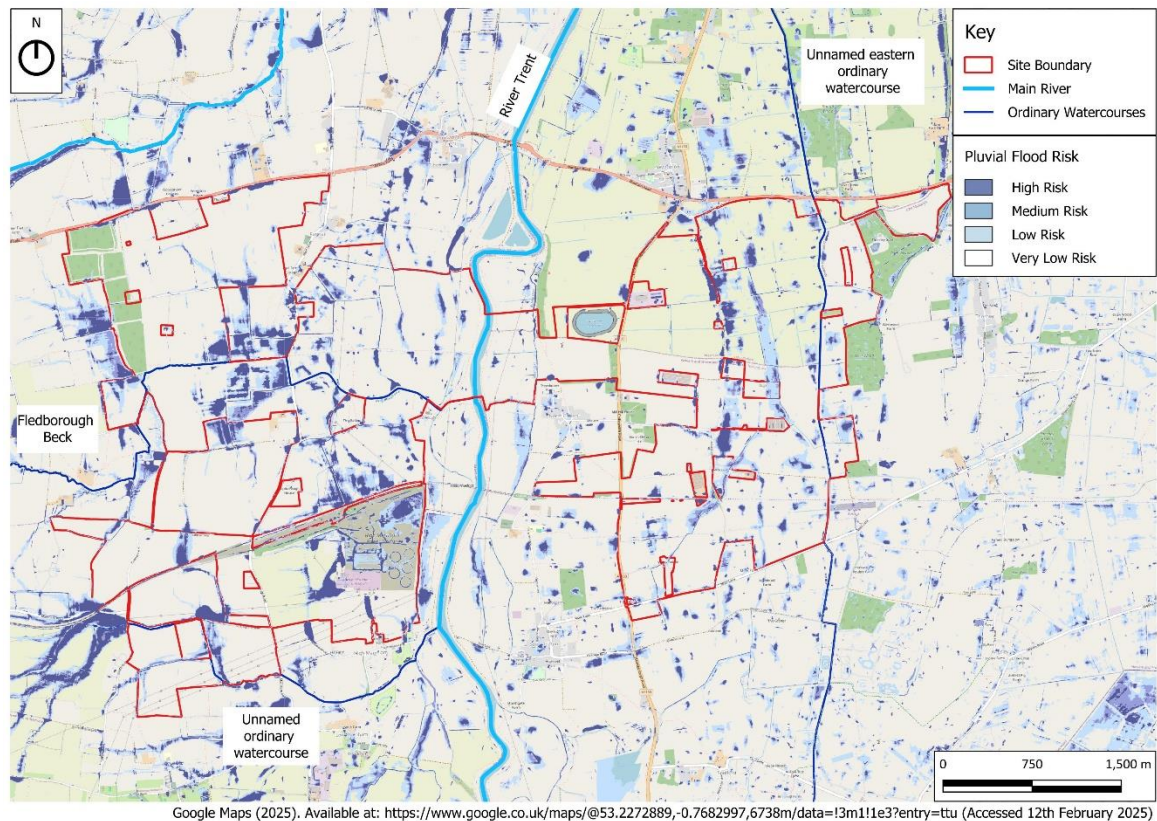 N
River Trent
Unnamed eastern
ordinary
watercourse
Key
Site Boundary
Main River
Ordinary Watercourses
Pluvial Flood Risk
High Risk
Medium Risk
Low Risk
Very Low Risk
Fledborough
Beck
Unnamed
ordinary
watercourse
0 750 1,500 m
Google Maps (2025). Available at: https://www.google.co.uk/maps/@53.2272889,-0.7682997,6738m/data=!3m1!1e3?entry=ttu (Accessed 12th February 2025)